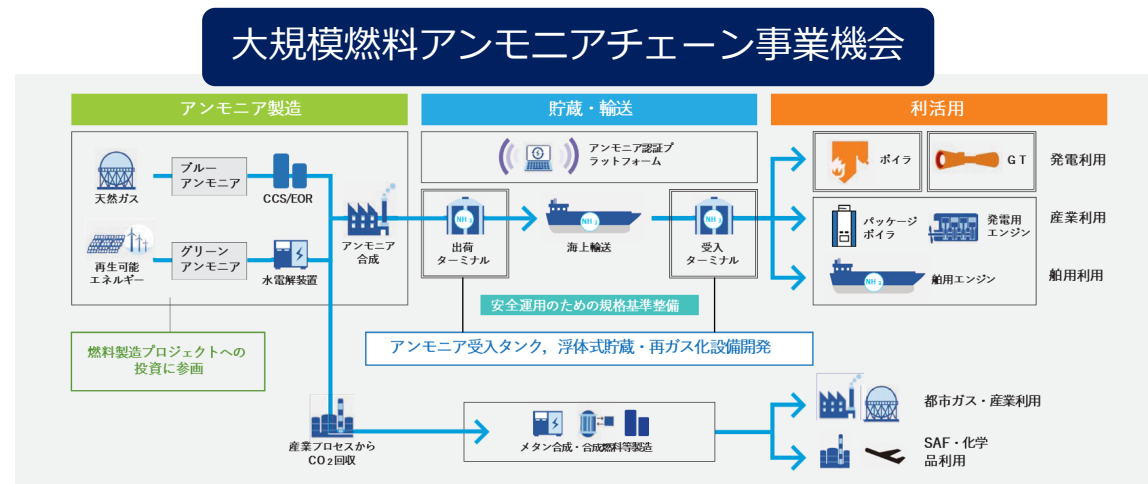 大規模燃料アンモニアチェーン事業機会
アンモニア製造
貯蔵・輸送
利活用
天然ガス
ブルー
アンモニア
CCS/EOR
再生可能
エネルギー
グリーン
アンモニア
水電解装置
アンモニア
合成
アンモニア認証プ
ラットフォーム
NH3
出荷
ターミナル
NH3
海上輸送
NH3
受入
ターミナル
ボイラ
GT
発電利用
パッケージ
ボイラ
発電用
エンジン
産業利用
NH3
舶用エンジン
舶用利用
安全運用のための規格基準整備
アンモニア受入タンク，浮体式貯蔵・再ガス化設備開発
燃料製造プロジェクトへの
投資に参画
産業プロセスから
CO2回収
メタン合成・合成燃料等製造
都市ガス・産業利用
SAF・化学
品利用